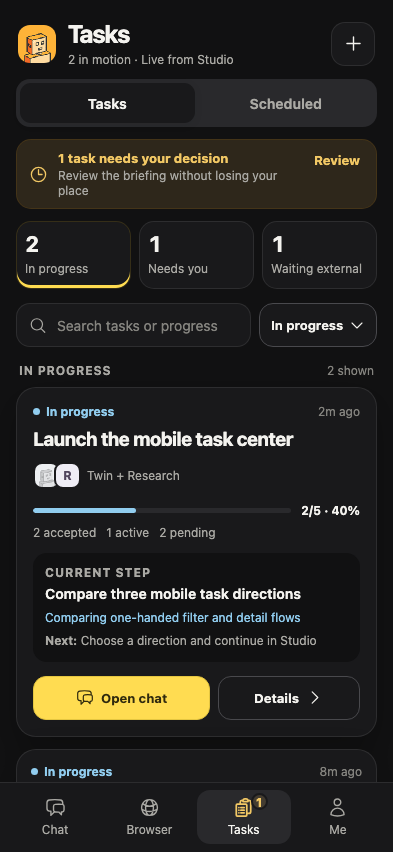 Tasks
2 in motion · Live from Studio
Tasks
Scheduled
1 task needs your decision
Review the briefing without losing your
place
Review
2
In progress
1
Needs you
1
Waiting external
Search tasks or progress
In progress
IN PROGRESS
2 shown
In progress
2m ago
Launch the mobile task center
R
Twin + Research
2/5 · 40%
2 accepted 1 active 2 pending
CURRENT STEP
Compare three mobile task directions
Comparing one-handed filter and detail flows
Next: Choose a direction and continue in Studio
Open chat
Details
In progress
8m ago
1
Chat
Browser
Tasks
Me